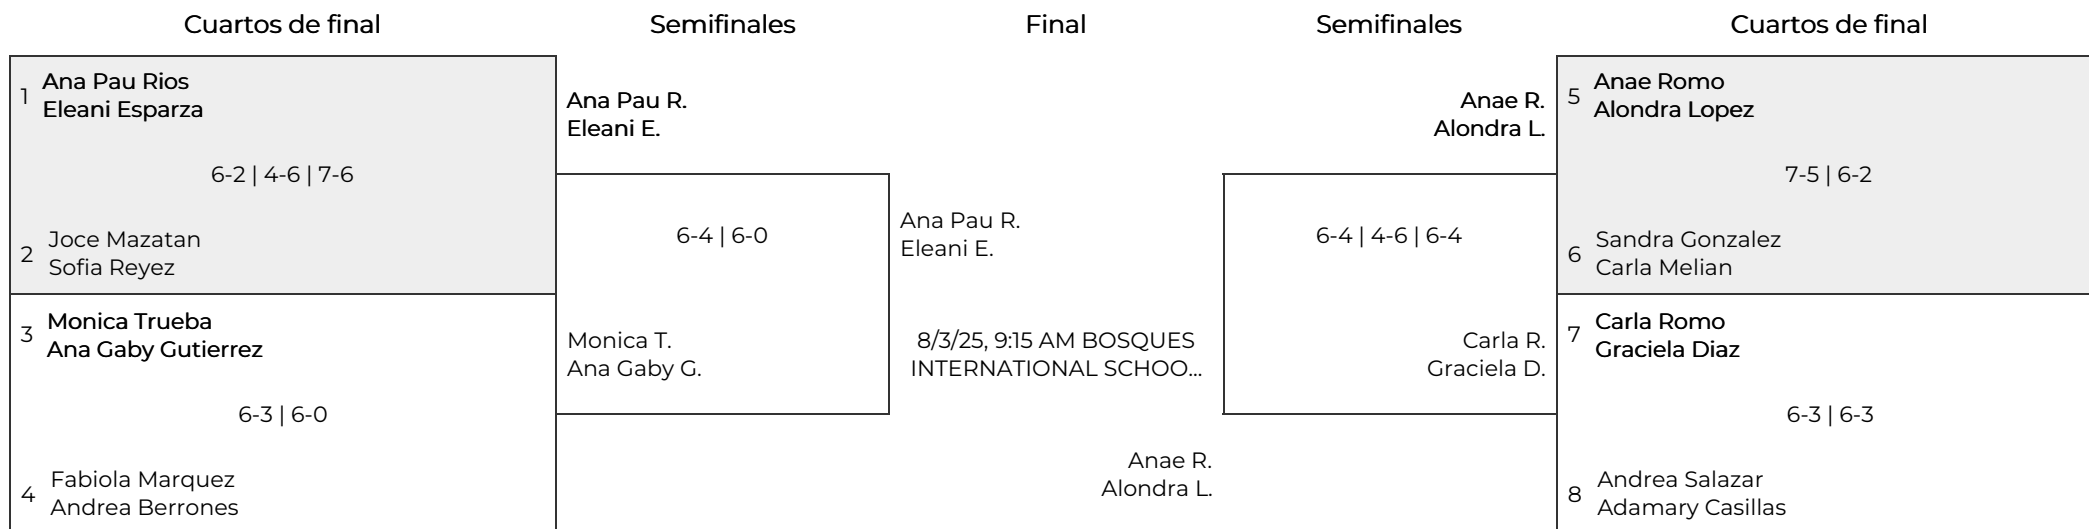 Cuartos de final
Semifinales
Final
Semifinales
Cuartos de final
1
Ana Pau Rios
Eleani Esparza
6-2 | 4-6 | 7-6
2
Joce Mazatan
Sofia Reyez
3
Monica Trueba
Ana Gaby Gutierrez
6-3 | 6-0
4
Fabiola Marquez
Andrea Berrones
Ana Pau R.
Eleani E.
6-4 | 6-0
Monica T.
Ana Gaby G.
Ana Pau R.
Eleani E.
8/3/25, 9:15 AM BOSQUES
INTERNATIONAL SCHOO...
Anae R.
Alondra L.
Anae R.
Alondra L.
6-4 | 4-6 | 6-4
Carla R.
Graciela D.
5
Anae Romo
Alondra Lopez
7-5 | 6-2
6
Sandra Gonzalez
Carla Melian
7
Carla Romo
Graciela Diaz
6-3 | 6-3
8
Andrea Salazar
Adamary Casillas